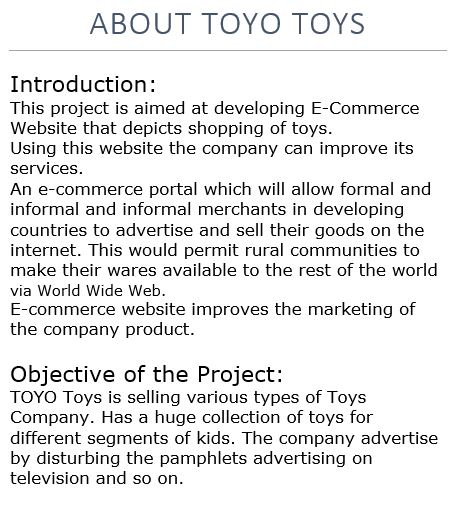 ABOUT TOYO TOYS
Introduction:
This project is aimed at developing E-Commerce
Website that depicts shopping of toys.
Using this website the company can improve its
services.
An e-commerce portal which will allow formal and
informal and informal merchants in developing
countries to advertise and sell their goods on the
internet. This would permit rural communities to
make their wares available to the rest of the world
via World Wide Web.
E-commerce website improves the marketing of
the company product.
Objective of the Project:
TOYO Toys is selling various types of Toys
Company. Has a huge collection of toys for
different segments of kids. The company advertise
by disturbing the pamphlets advertising on
television and so on.